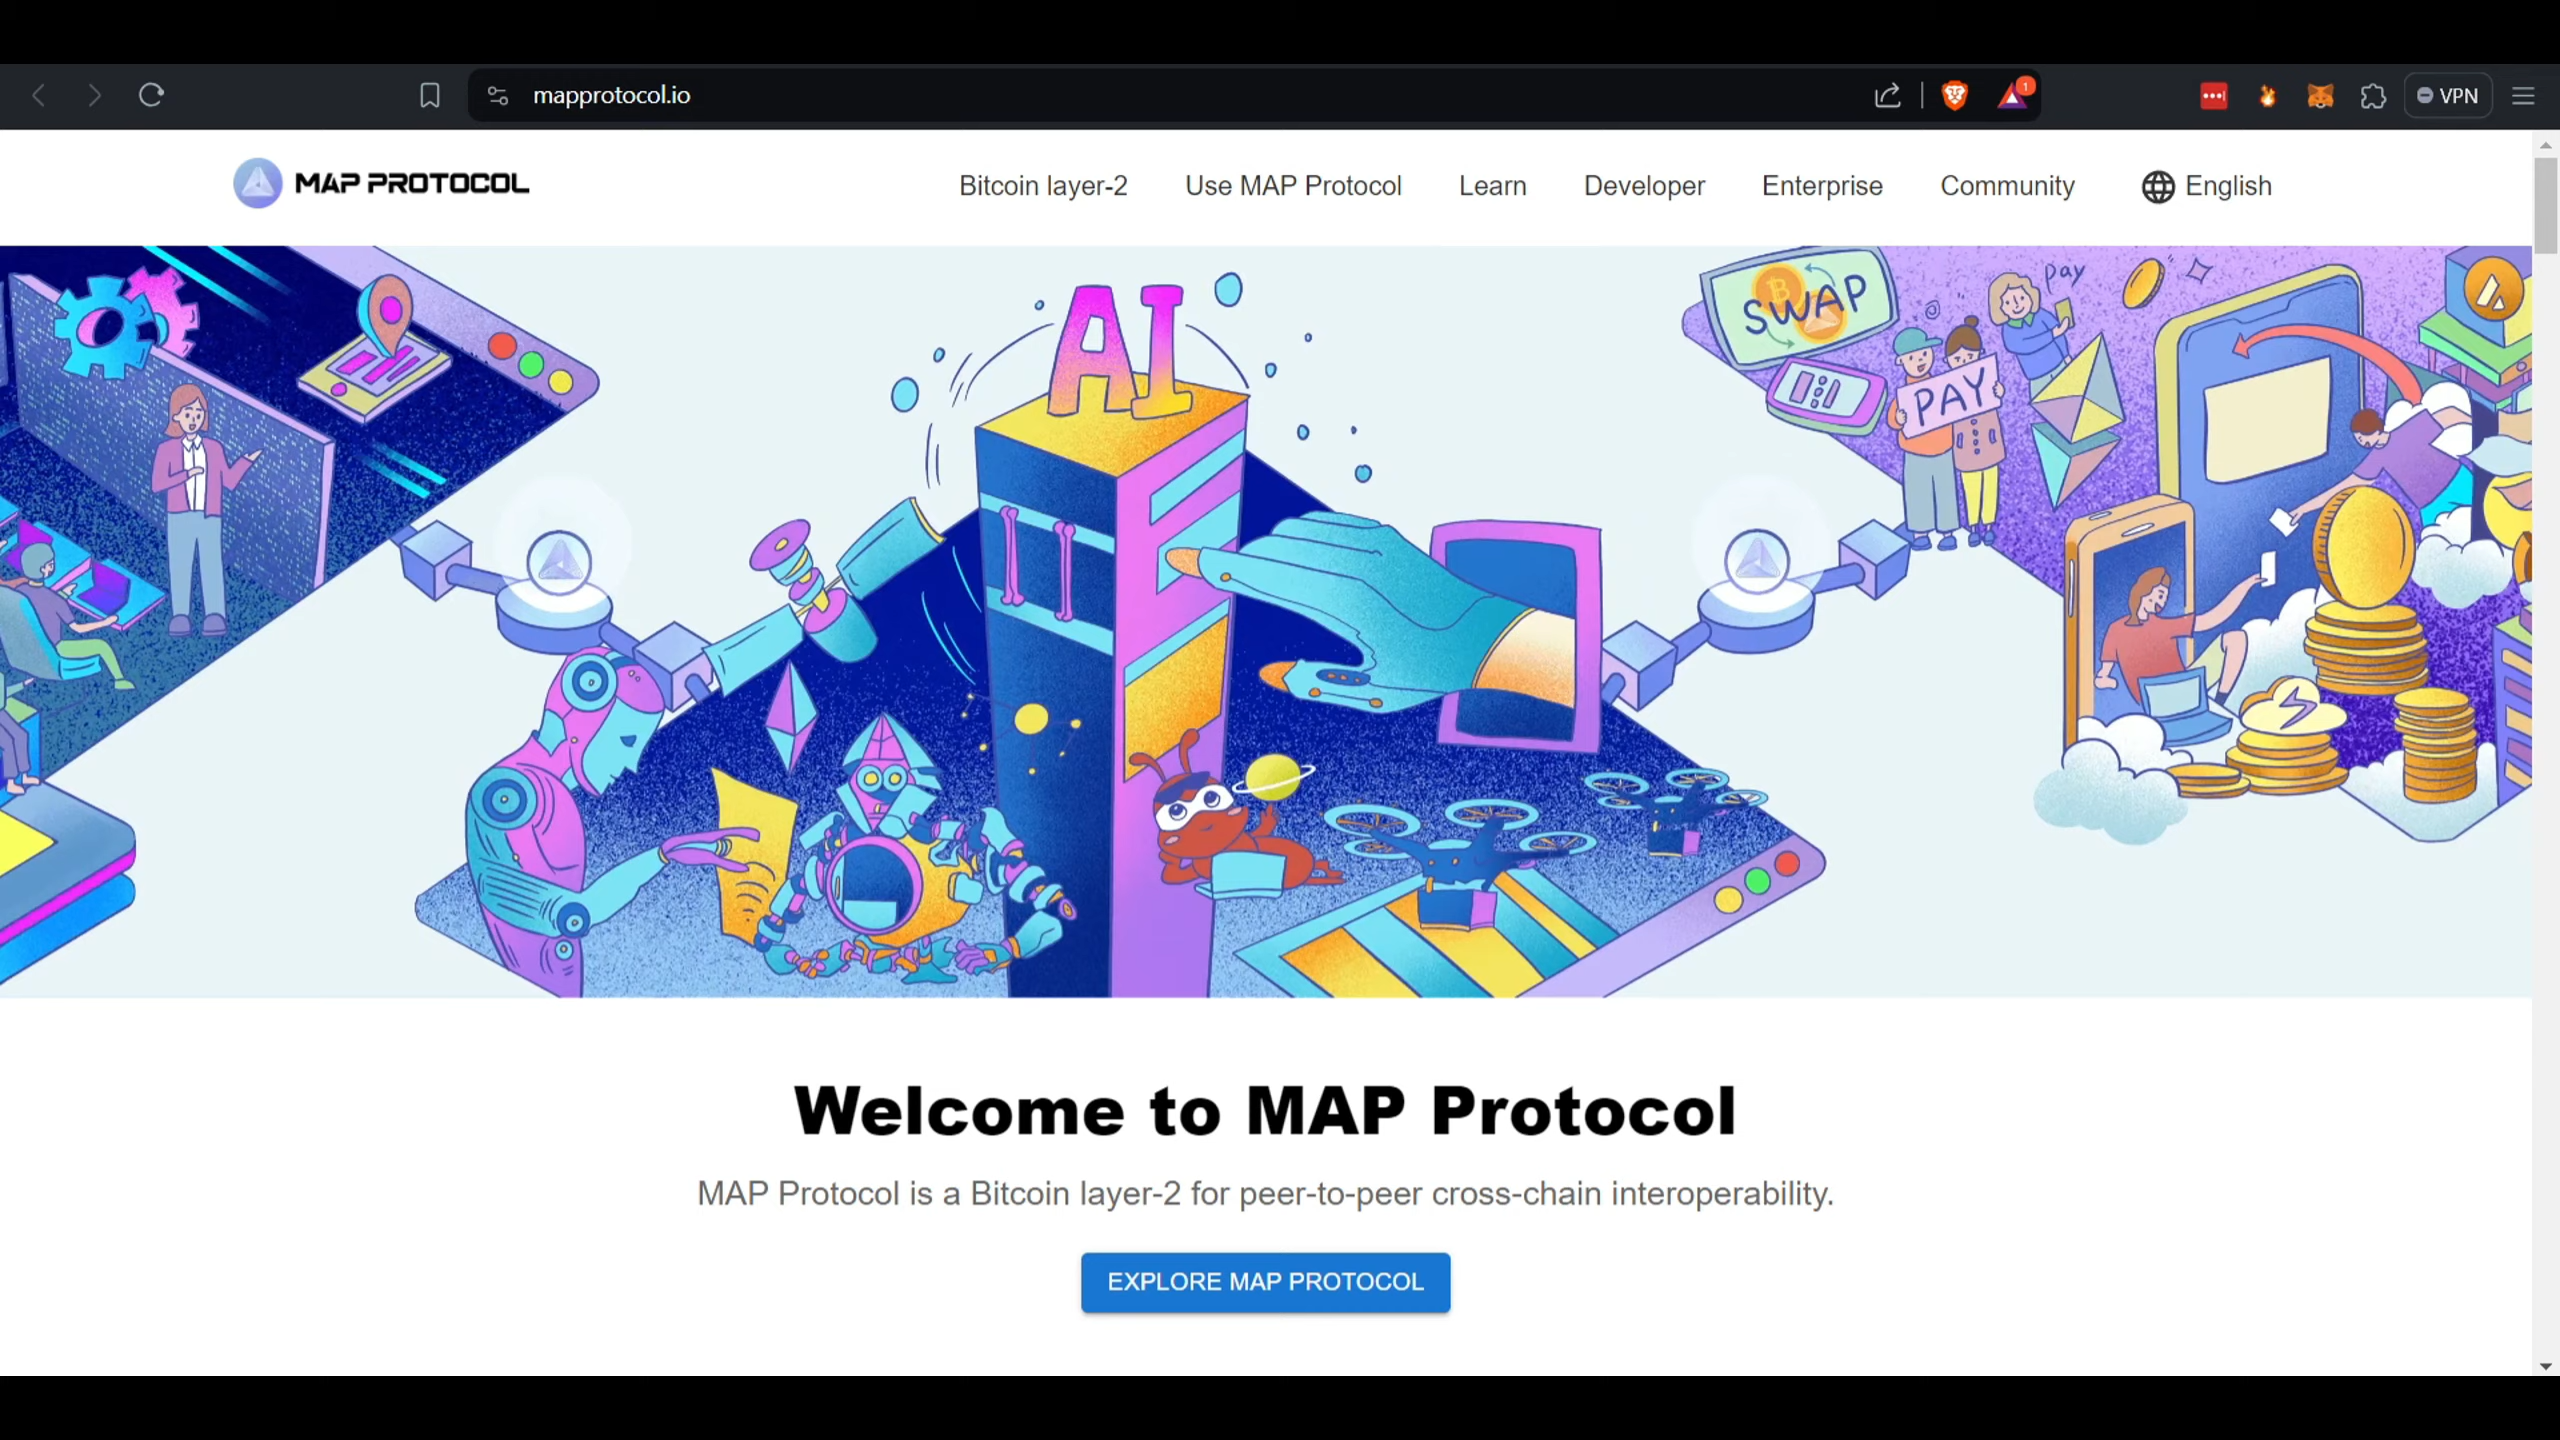 mapprotocol.io
1
VPN
MAP PROTOCOL
Bitcoin layer-2
Use MAP Protocol
Learn
Developer
Enterprise
Community
English
AI
SWAP
pay
PAY
Welcome to MAP Protocol
MAP Protocol is a Bitcoin layer-2 for peer-to-peer cross-chain interoperability.
EXPLORE MAP PROTOCOL